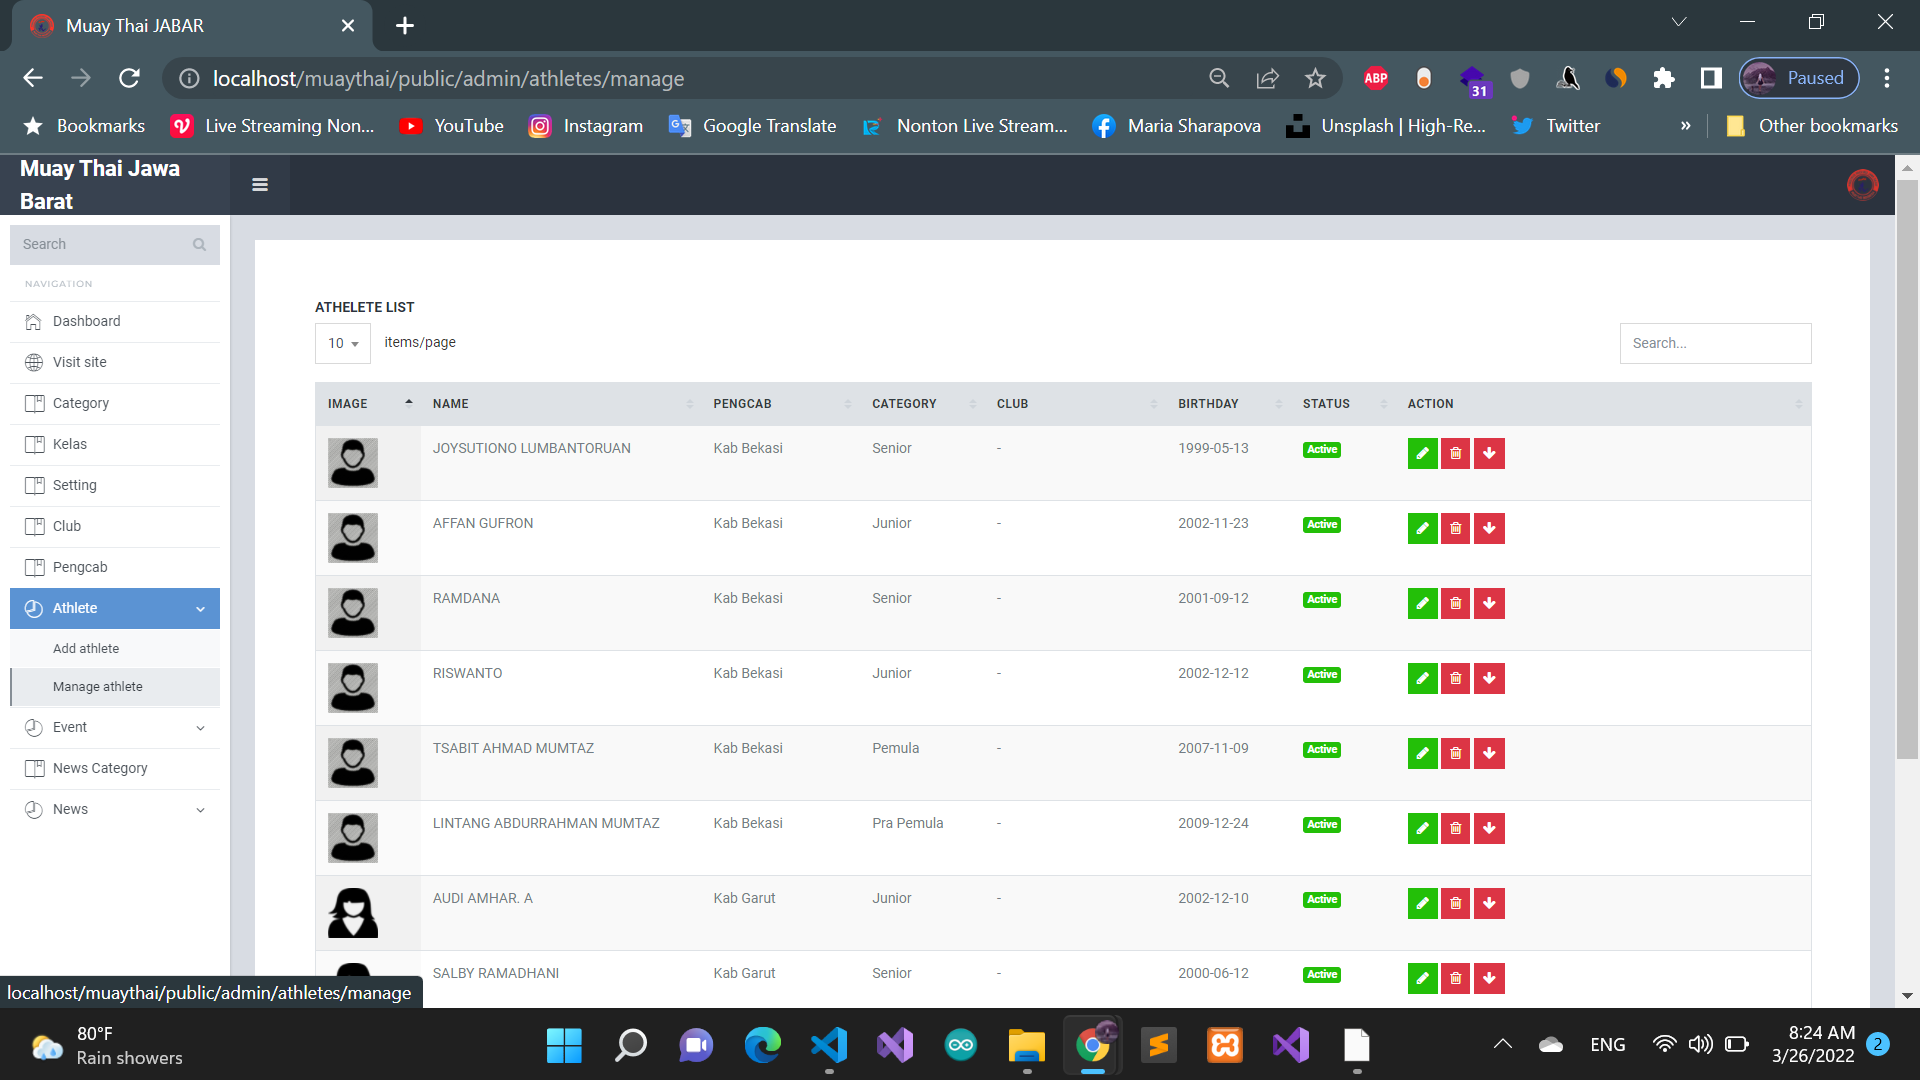 Muay Thai JABAR
localhost/muaythai/public/admin/athletes/manage
ABP
31
Paused
Bookmarks
Live Streaming Non...
YouTube
Instagram
Google Translate
Nonton Live Stream...
Maria Sharapova
Unsplash | High-Re...
Twitter
»
Other bookmarks
Muay Thai Jawa
Barat
Search
NAVIGATION
Dashboard
Visit site
Category
Kelas
Setting
Club
Pengcab
Athlete
Add athlete
Manage athlete
Event
News Category
News
ATHELETE LIST
10 items/page
Search...
IMAGE NAME PENGCAB CATEGORY CLUB BIRTHDAY STATUS ACTION
JOYSUTIONO LUMBANTORUAN Kab Bekasi Senior - 1999-05-13 Active
AFFAN GUFRON Kab Bekasi Junior - 2002-11-23 Active
RAMDANA Kab Bekasi Senior - 2001-09-12 Active
RISWANTO Kab Bekasi Junior - 2002-12-12 Active
TSABIT AHMAD MUMTAZ Kab Bekasi Pemula - 2007-11-09 Active
LINTANG ABDURRAHMAN MUMTAZ Kab Bekasi Pra Pemula - 2009-12-24 Active
AUDI AMHAR. A Kab Garut Junior - 2002-12-10 Active
SALBY RAMADHANI Kab Garut Senior - 2000-06-12 Active
localhost/muaythai/public/admin/athletes/manage
80°F
Rain showers
ENG
8:24 AM
3/26/2022
2